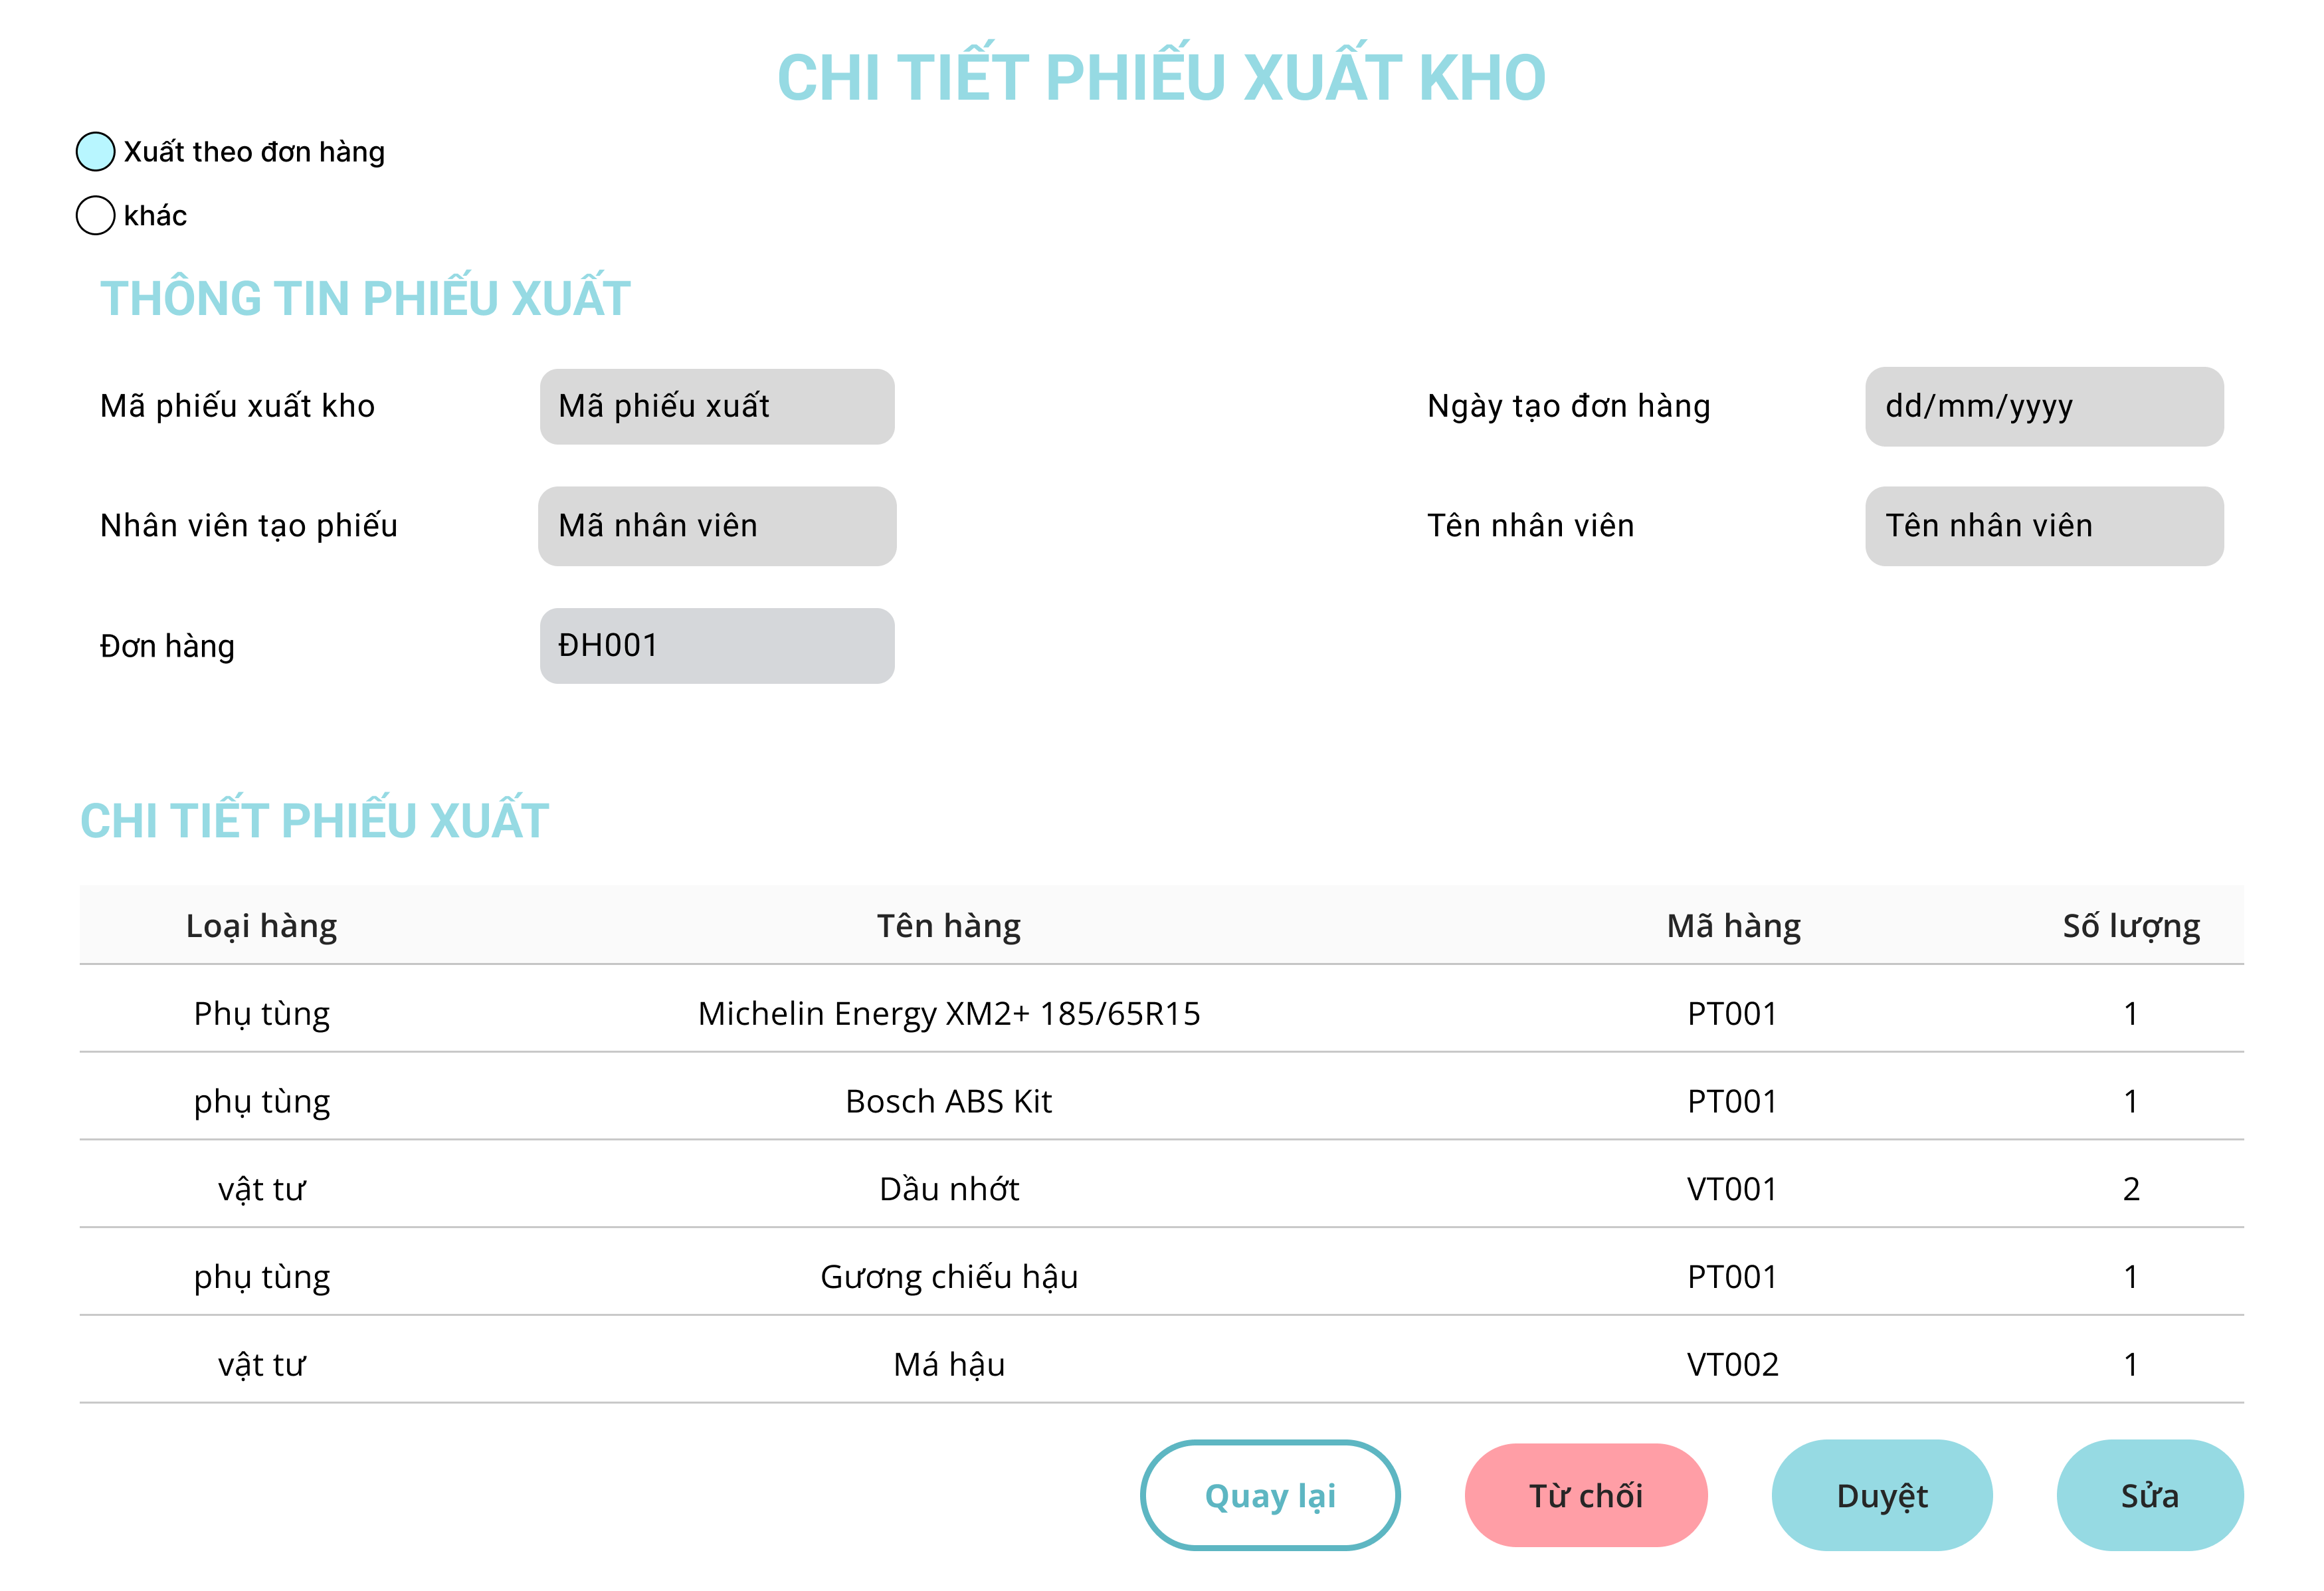 CHI TIẾT PHIẾU XUẤT KHO
Xuất theo đơn hàng
khác
THÔNG TIN PHIẾU XUẤT
Mã phiếu xuất kho Mã phiếu xuất Ngày tạo đơn hàng dd/mm/yyyy
Nhân viên tạo phiếu Mã nhân viên Tên nhân viên Tên nhân viên
Đơn hàng ĐH001
CHI TIẾT PHIẾU XUẤT
Loại hàng Tên hàng Mã hàng Số lượng
Phụ tùng Michelin Energy XM2+ 185/65R15 PT001 1
phụ tùng Bosch ABS Kit PT001 1
vật tư Dầu nhớt VT001 2
phụ tùng Gương chiếu hậu PT001 1
vật tư Má hậu VT002 1
Quay lại Từ chối Duyệt Sửa